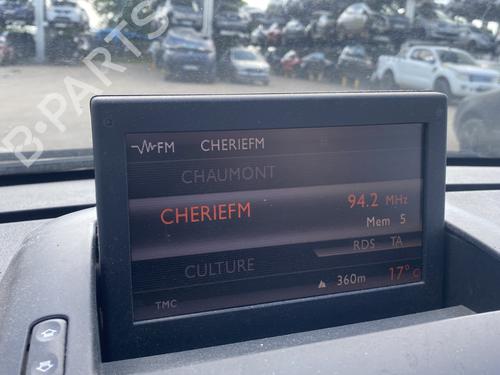 B-PARTS
FM CHERIEFM
CHAUMONT
CHERIEFM 94.2 MHz
Mem 5
RDS TA
CULTURE
360m 17°C
TMC